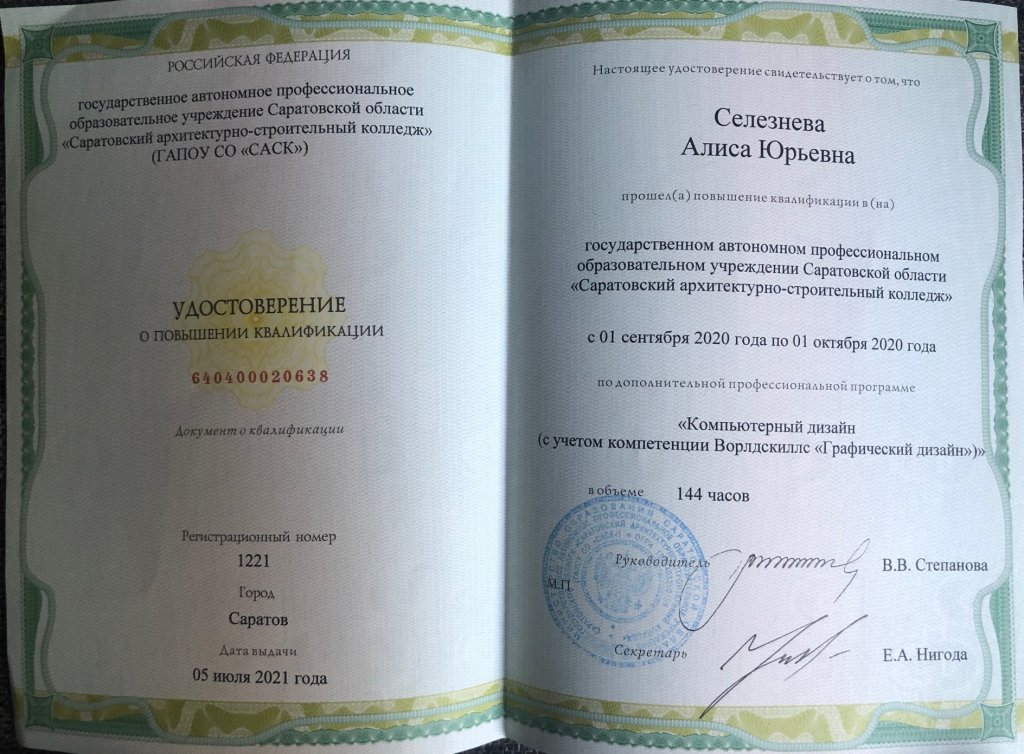 РОССИЙСКАЯ ФЕДЕРАЦИЯ
государственное автономное профессиональное
образовательное учреждение Саратовской области
«Саратовский архитектурно-строительный колледж»
(ГАПОУ СО «САСК»)
УДОСТОВЕРЕНИЕ
О ПОВЫШЕНИИ КВАЛИФИКАЦИИ
640400020638
Документ о квалификации
Регистрационный номер
1221
Город
Саратов
Дата выдачи
05 июля 2021 года
Настоящее удостоверение свидетельствует о том, что
Селезнева
Алиса Юрьевна
прошел(а) повышение квалификации в (на)
государственном автономном профессиональном
образовательном учреждении Саратовской области
«Саратовский архитектурно-строительный колледж»
с 01 сентября 2020 года по 01 октября 2020 года
по дополнительной профессиональной программе
«Компьютерный дизайн
(с учетом компетенции Ворлдскиллс «Графический дизайн»)»
в объеме 144 часов
Руководитель В.В. Степанова
М.П.
Секретарь Е.А. Нигода